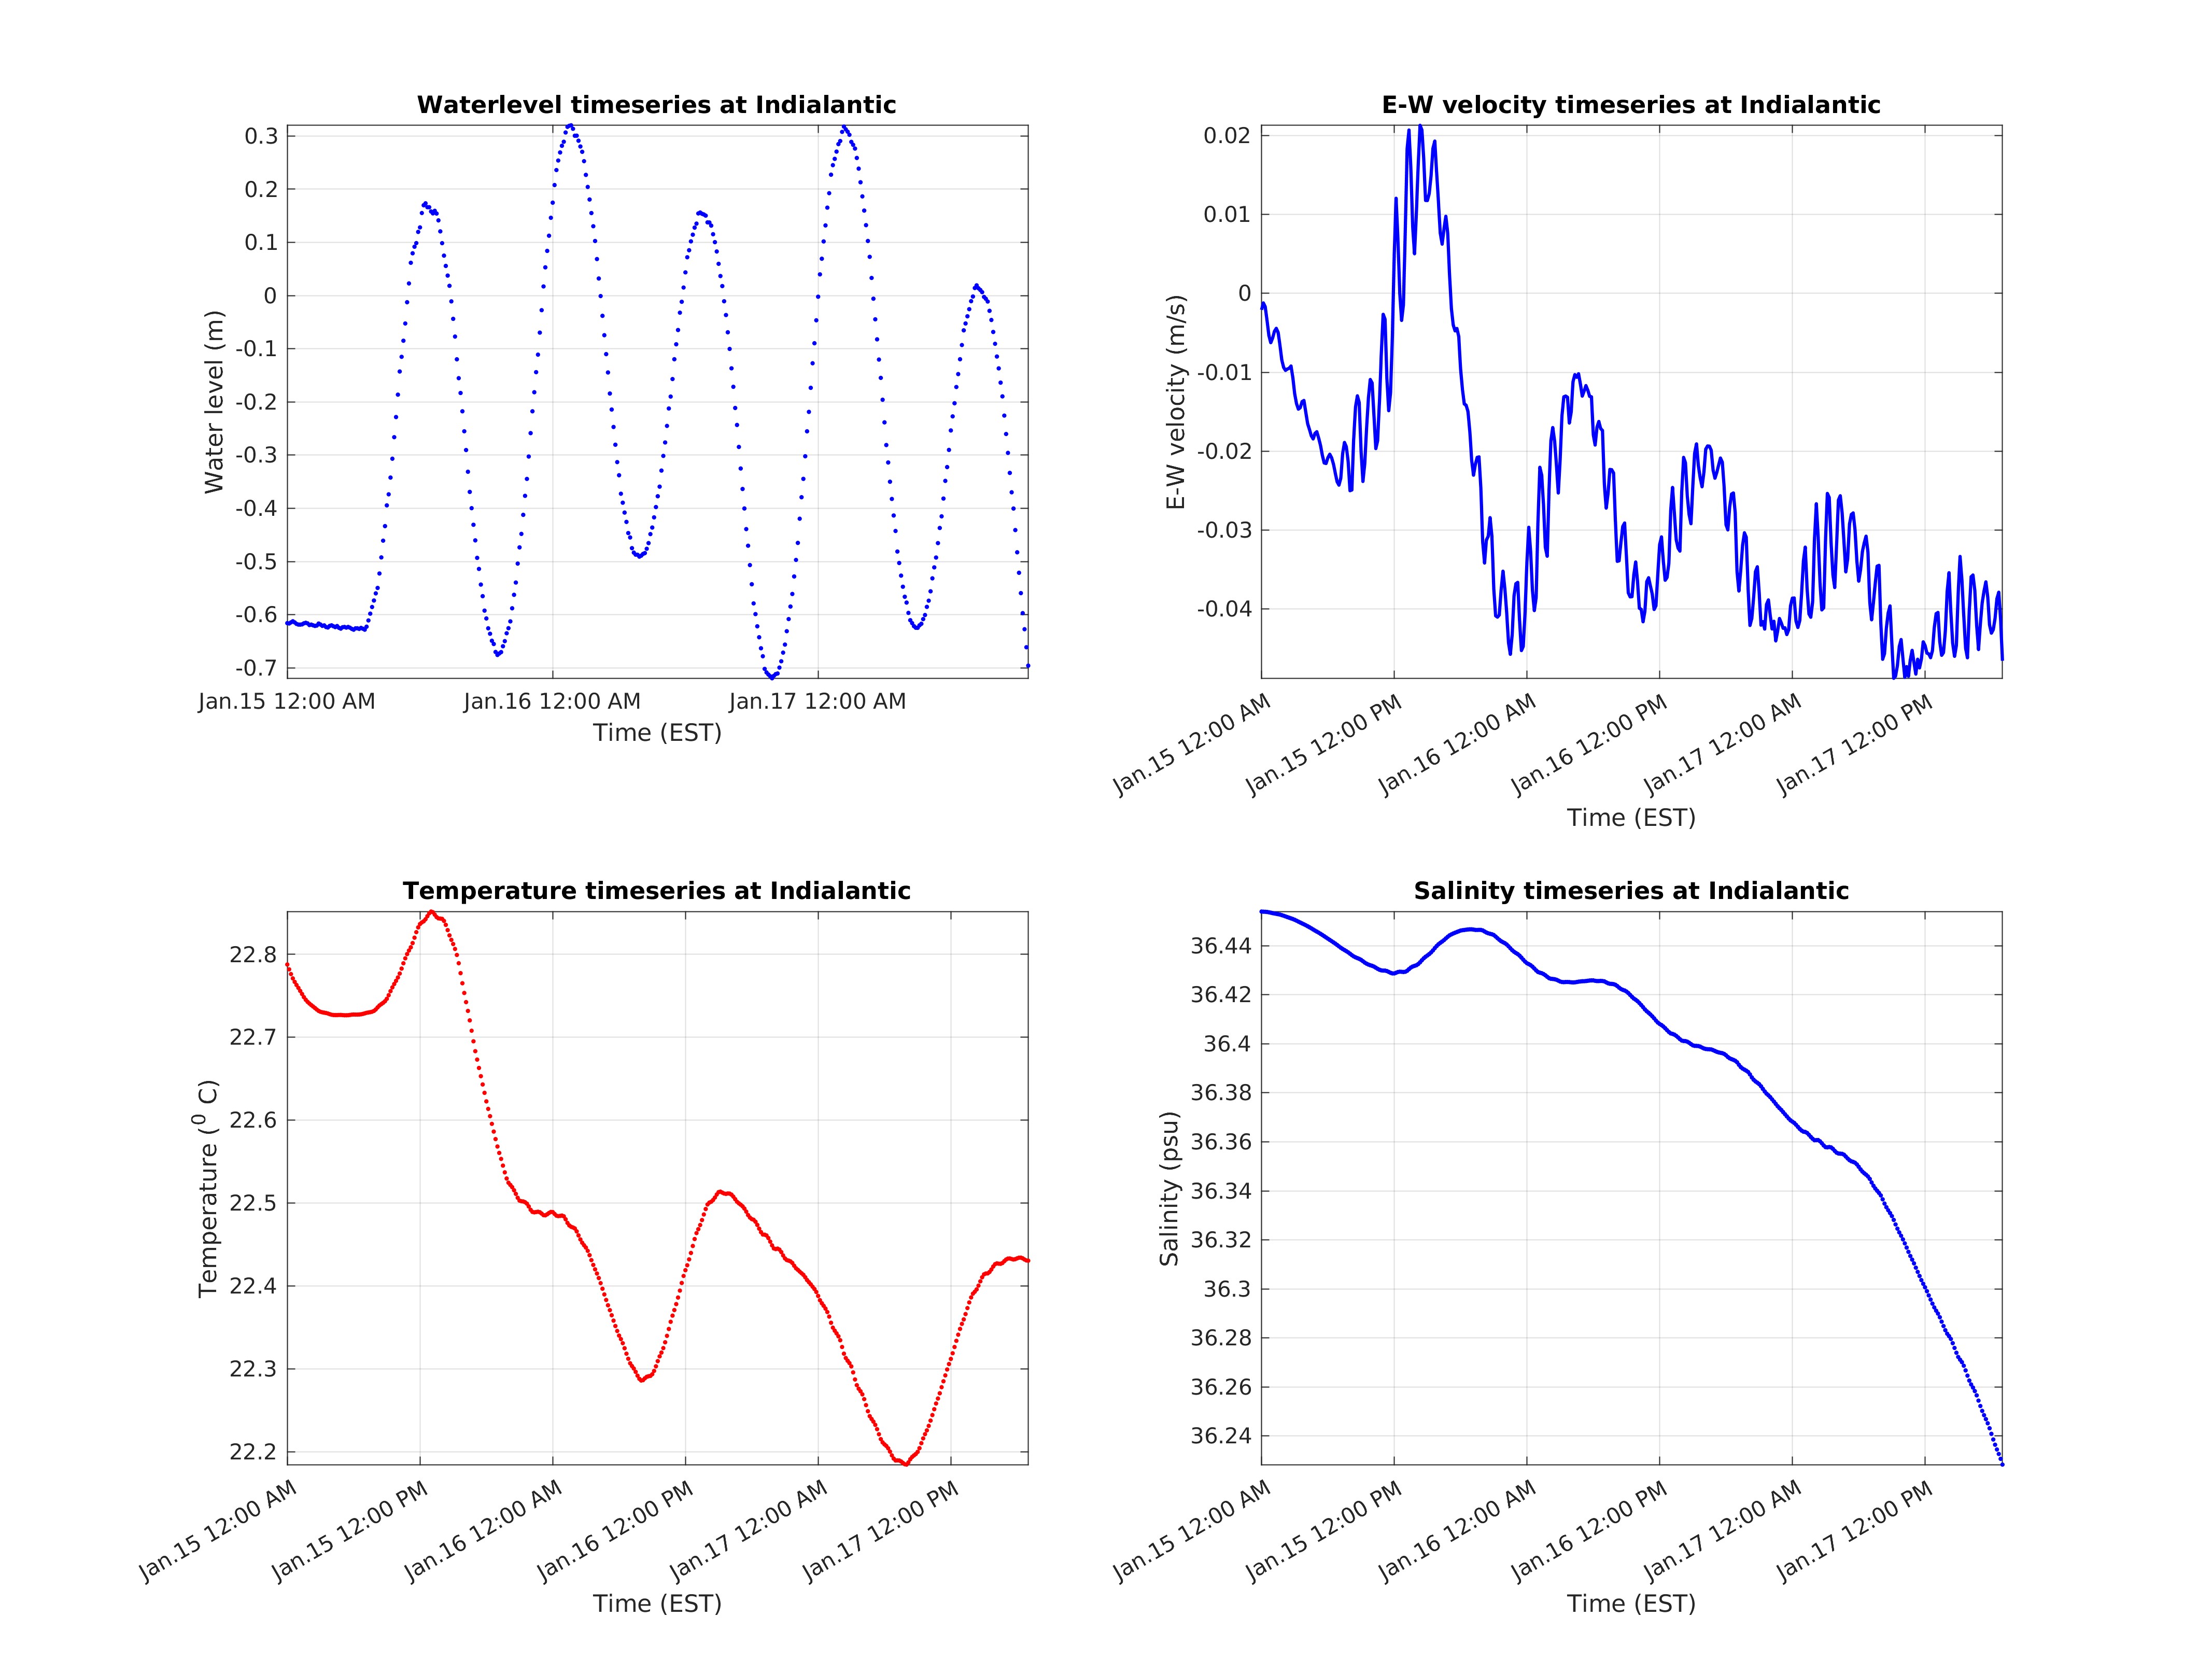 Waterlevel timeseries at Indialantic
0.3
0.2
0.1
0
-0.1
-0.2
-0.3
-0.4
-0.5
-0.6
-0.7
Water level (m)
Jan.15 12:00 AM
Jan.16 12:00 AM
Jan.17 12:00 AM
Time (EST)
E-W velocity timeseries at Indialantic
0.02
0.01
0
-0.01
-0.02
-0.03
-0.04
E-W velocity (m/s)
Jan.15 12:00 AM
Jan.15 12:00 PM
Jan.16 12:00 AM
Jan.16 12:00 PM
Jan.17 12:00 AM
Jan.17 12:00 PM
Time (EST)
Temperature timeseries at Indialantic
22.8
22.7
22.6
22.5
22.4
22.3
22.2
Temperature (⁰ C)
Jan.15 12:00 AM
Jan.15 12:00 PM
Jan.16 12:00 AM
Jan.16 12:00 PM
Jan.17 12:00 AM
Jan.17 12:00 PM
Time (EST)
Salinity timeseries at Indialantic
36.44
36.42
36.4
36.38
36.36
36.34
36.32
36.3
36.28
36.26
36.24
Salinity (psu)
Jan.15 12:00 AM
Jan.15 12:00 PM
Jan.16 12:00 AM
Jan.16 12:00 PM
Jan.17 12:00 AM
Jan.17 12:00 PM
Time (EST)